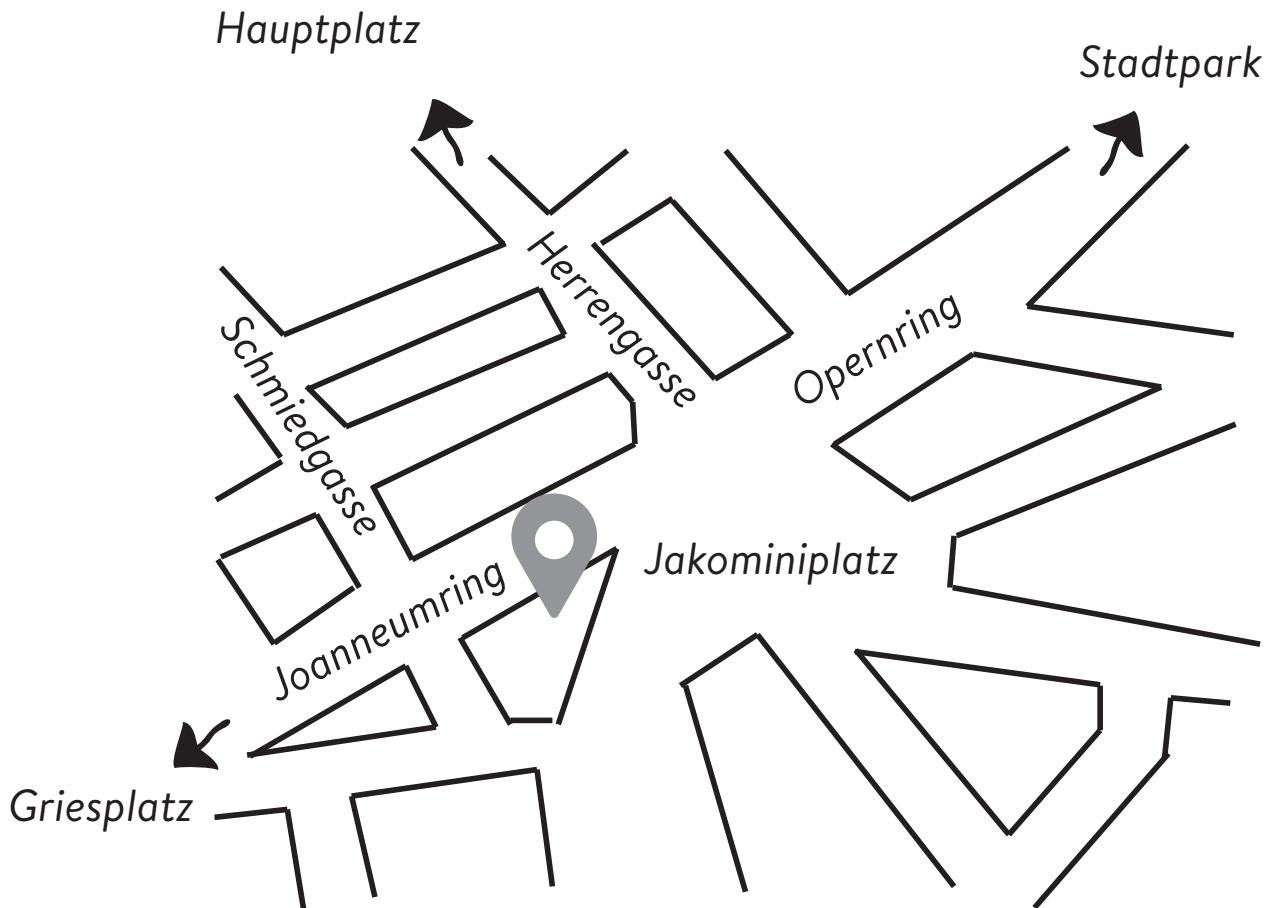 Hauptplatz
Stadtpark
Herrengasse
Opernring
Schmiedgasse
Jakominiplatz
Joanneumring
Griesplatz